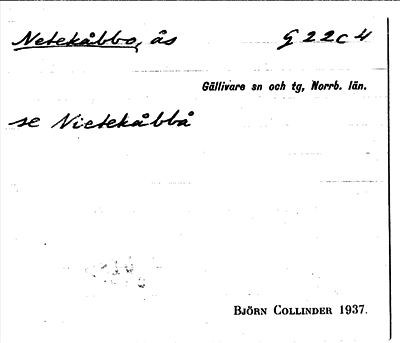 Netekåbbo, ås G 22 c 4
Gällivare sn och tg, Norrb. län.
se Nietekåbbå
BJÖRN COLLINDER 1937.